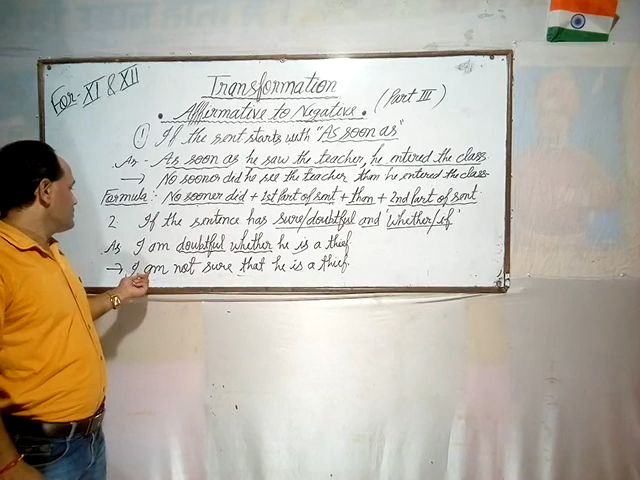 For- XI & XII
Transformation
• Affirmative to Negative • (Part III)
① If the sent starts with "As soon as"
As - As soon as he saw the teacher, he entered the class
→ No sooner did he see the teacher than he entered the class
Formula:- No sooner did + 1st Part of sent + than + 2nd Part of sent
2. If the sentence has sure/doubtful and 'whether/if'
As I am doubtful whether he is a thief
→ I am not sure that he is a thief.